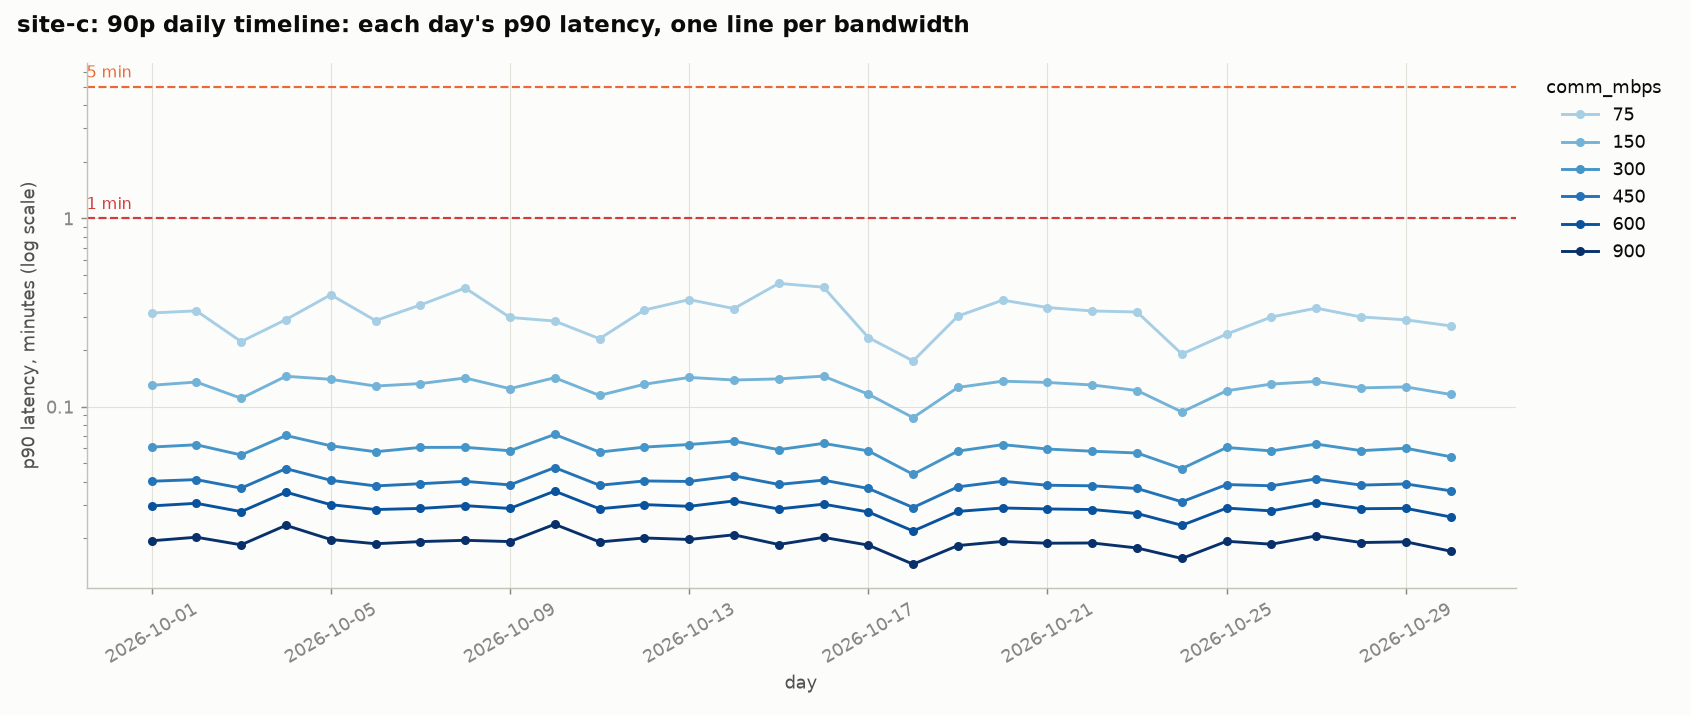 site-c: 90p daily timeline: each day's p90 latency, one line per bandwidth
5 min
1 min
1
0.1
p90 latency, minutes (log scale)
2026-10-01
2026-10-05
2026-10-09
2026-10-13
2026-10-17
2026-10-21
2026-10-25
2026-10-29
day
comm_mbps
75
150
300
450
600
900